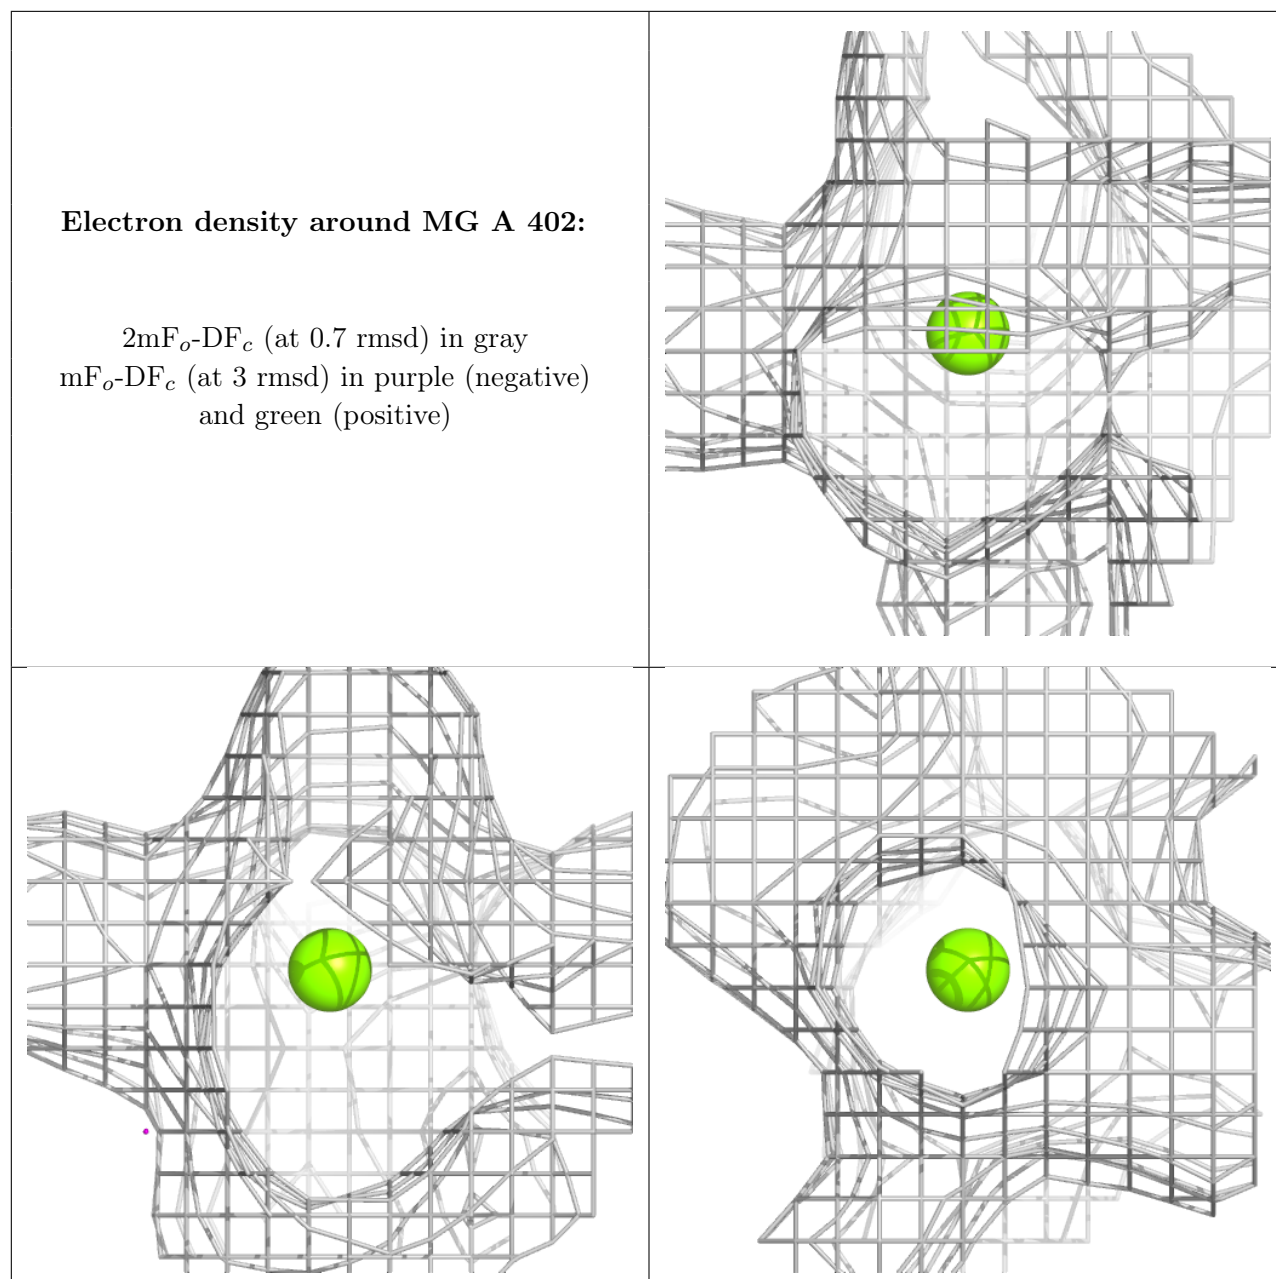 Electron density around MG A 402:
2mFo-DFc (at 0.7 rmsd) in gray
mFo-DFc (at 3 rmsd) in purple (negative)
and green (positive)